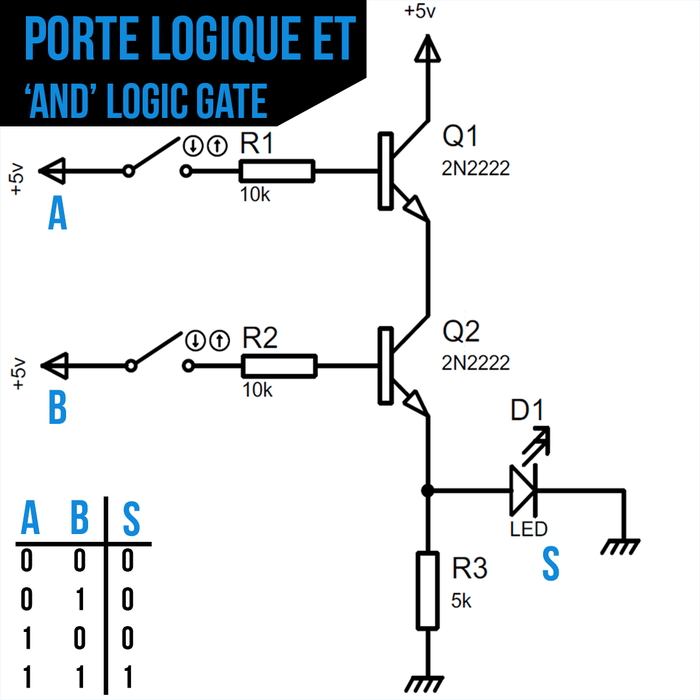 PORTE LOGIQUE ET
‘AND’ LOGIC GATE
+5v
+5v
A
R1
10k
Q1
2N2222
+5v
B
R2
10k
Q2
2N2222
D1
LED
S
R3
5k
A B S
0 0 0
0 1 0
1 0 0
1 1 1